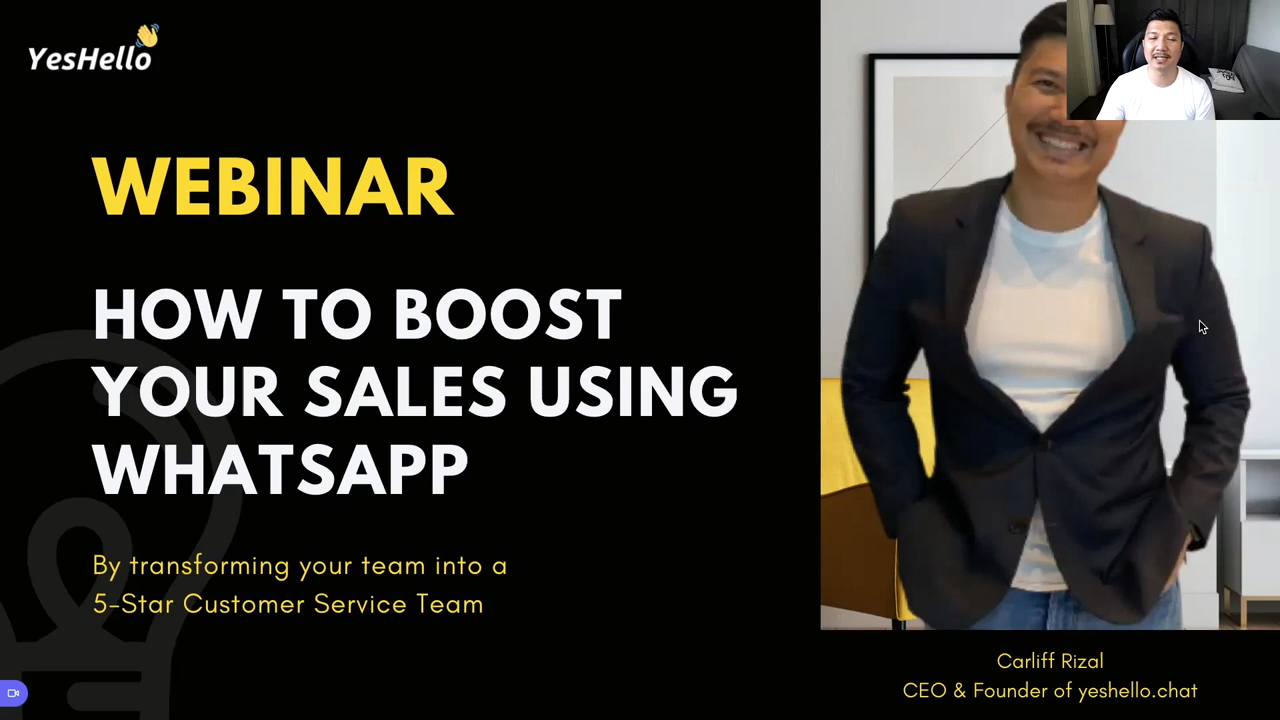 YesHello
WEBINAR
HOW TO BOOST
YOUR SALES USING
WHATSAPP
By transforming your team into a
5-Star Customer Service Team
Carliff Rizal
CEO & Founder of yeshello.chat